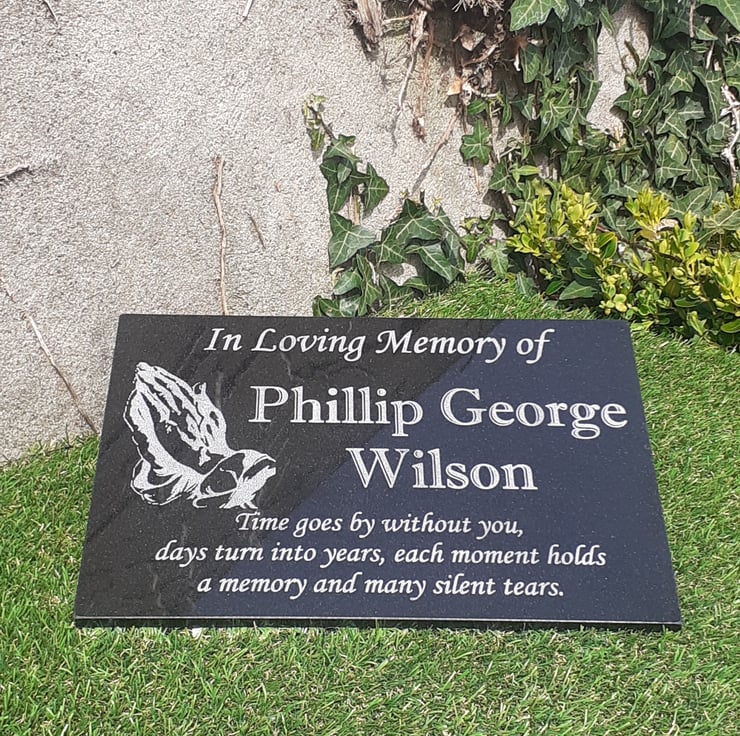 In Loving Memory of
Phillip George
Wilson
Time goes by without you,
days turn into years, each moment holds
a memory and many silent tears.